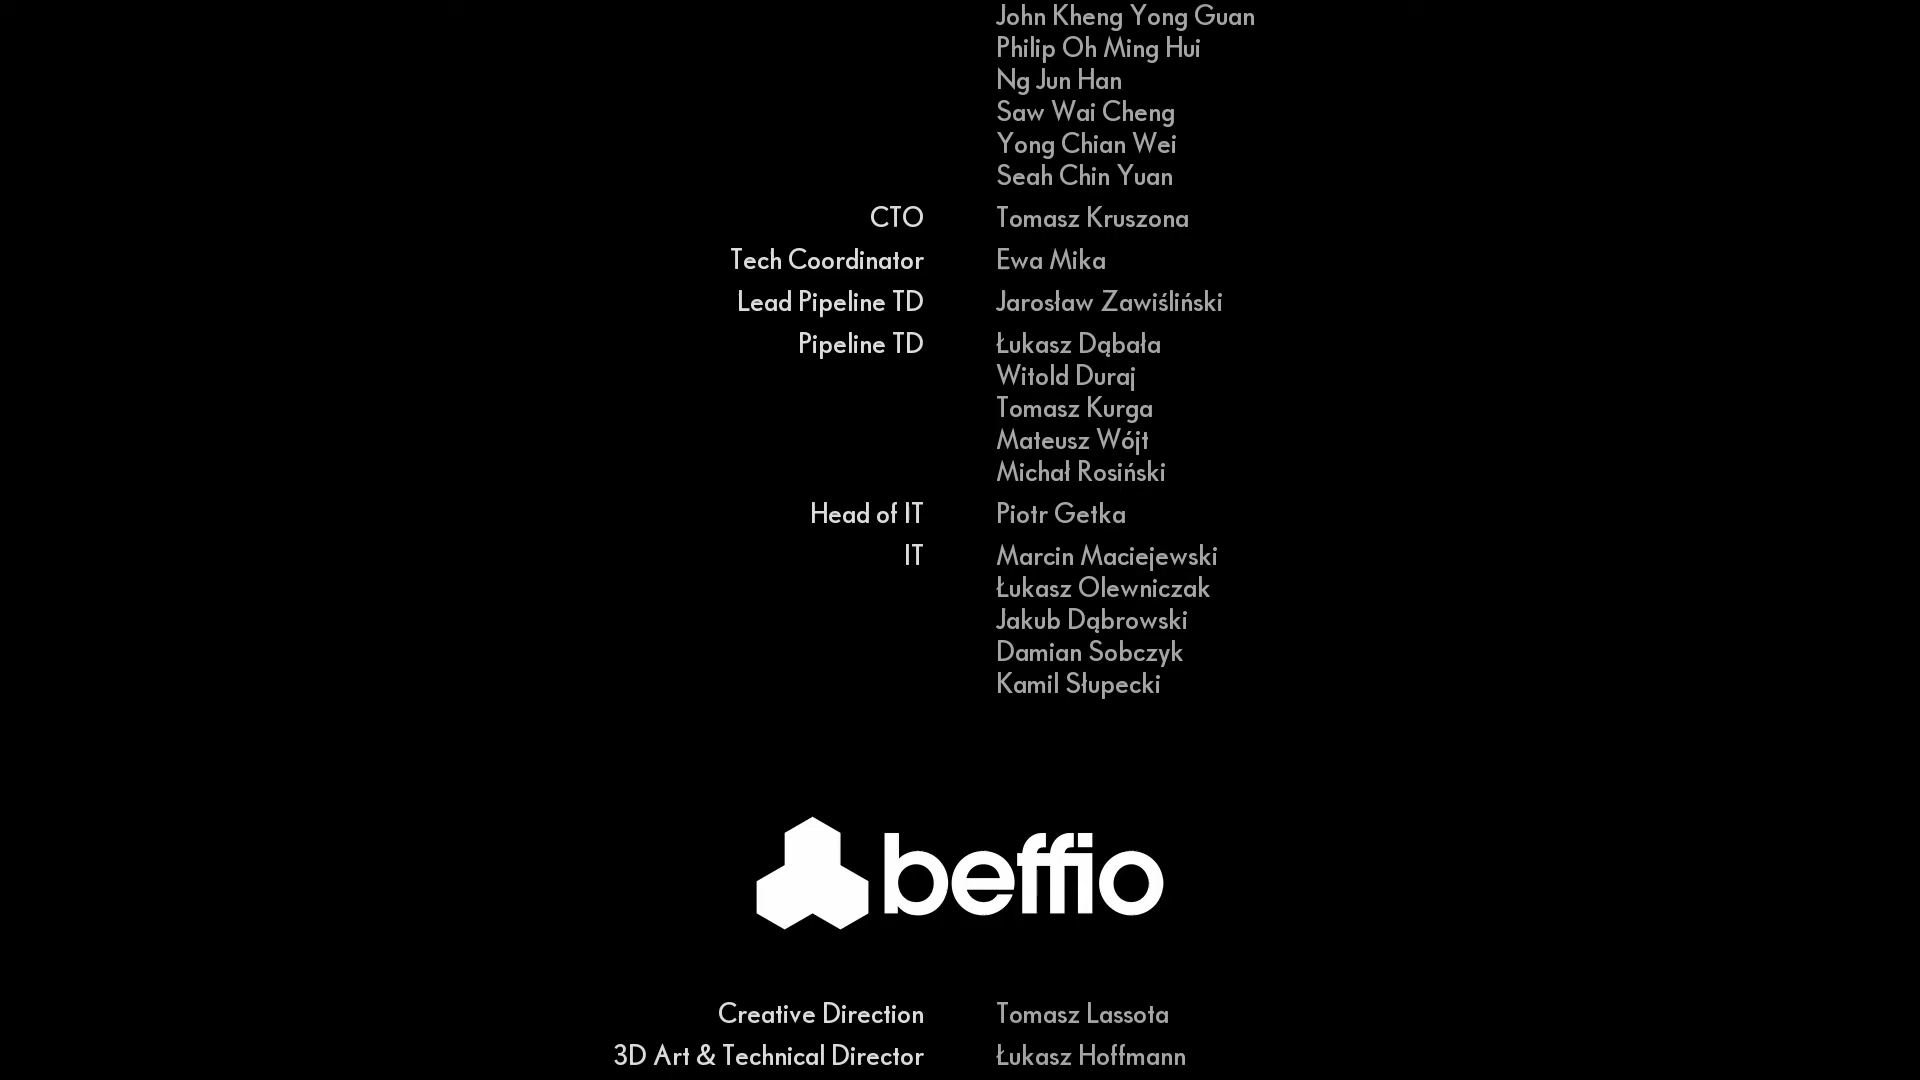 John Kheng Yong Guan
Philip Oh Ming Hui
Ng Jun Han
Saw Wai Cheng
Yong Chian Wei
Seah Chin Yuan
CTO Tomasz Kruszona
Tech Coordinator Ewa Mika
Lead Pipeline TD Jarosław Zawiśliński
Pipeline TD Łukasz Dąbała
Witold Duraj
Tomasz Kurga
Mateusz Wójt
Michał Rosiński
Head of IT Piotr Getka
IT Marcin Maciejewski
Łukasz Olewniczak
Jakub Dąbrowski
Damian Sobczyk
Kamil Słupecki
beffio
Creative Direction Tomasz Lassota
3D Art & Technical Director Łukasz Hoffmann